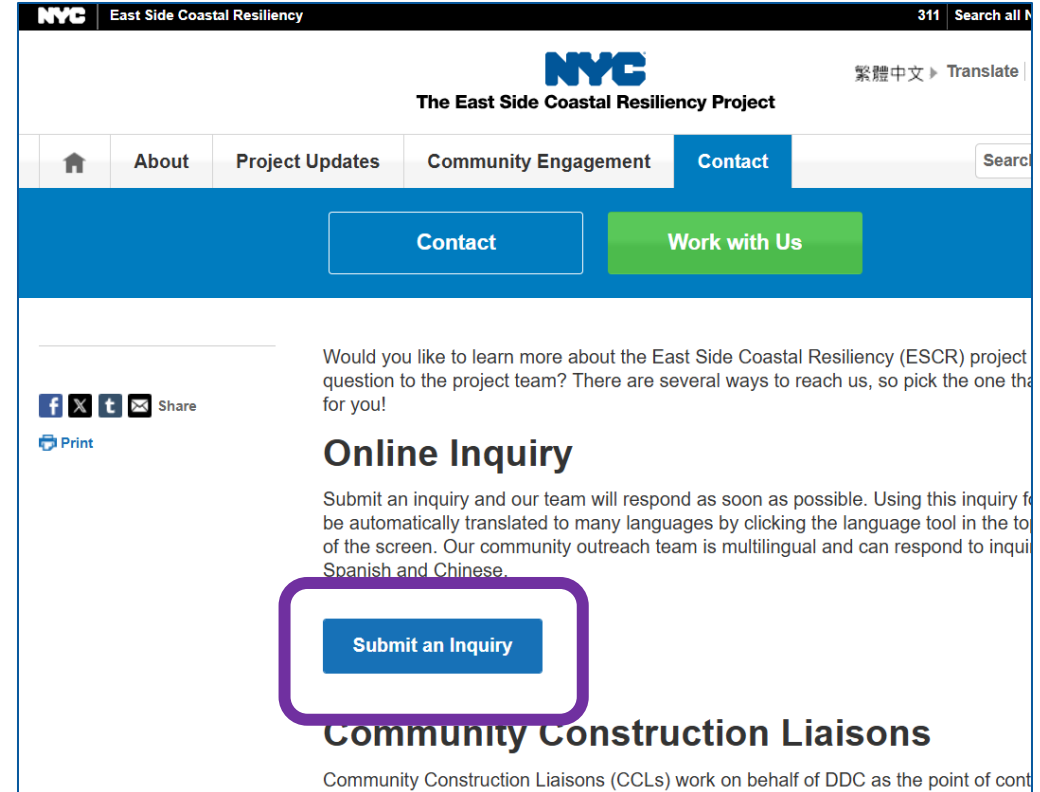 NYC East Side Coastal Resiliency 311 Search all
NYC
繁體中文 Translate
The East Side Coastal Resiliency Project
About Project Updates Community Engagement Contact Search
Contact Work with Us
Would you like to learn more about the East Side Coastal Resiliency (ESCR) project
question to the project team? There are several ways to reach us, so pick the one
for you!
f X t Share
Print
Online Inquiry
Submit an inquiry and our team will respond as soon as possible. Using this inquiry
be automatically translated to many languages by clicking the language tool in the
of the screen. Our community outreach team is multilingual and can respond to
Spanish and Chinese.
Submit an Inquiry
Community Construction Liaisons
Community Construction Liaisons (CCLs) work on behalf of DDC as the point of